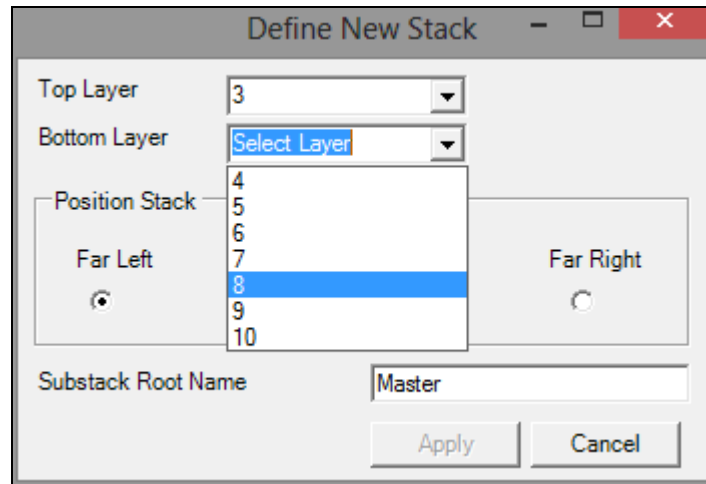 Define New Stack
Top Layer 3
Bottom Layer Select Layer
4
Position Stack 5
6
Far Left 7 Far Right
8
9
10
Substack Root Name Master
Apply Cancel